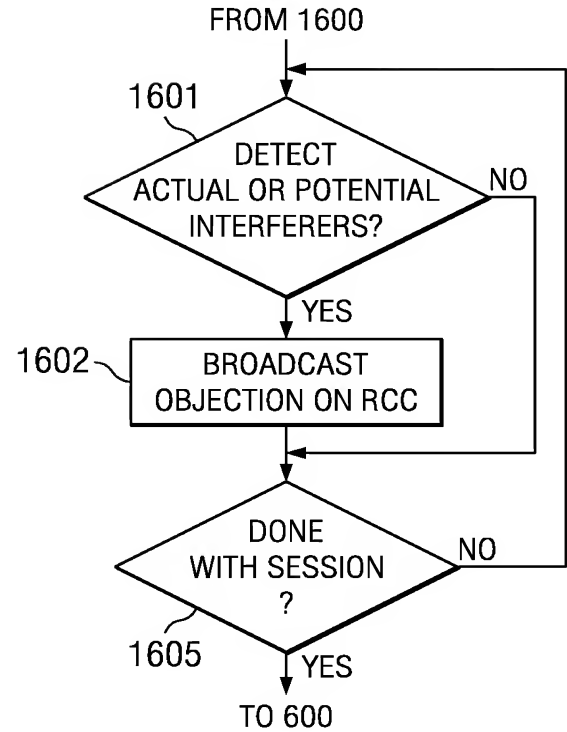 FROM 1600
1601
DETECT
ACTUAL OR POTENTIAL
INTERFERERS?
NO
YES
1602
BROADCAST
OBJECTION ON RCC
DONE
WITH SESSION
?
NO
1605
YES
TO 600